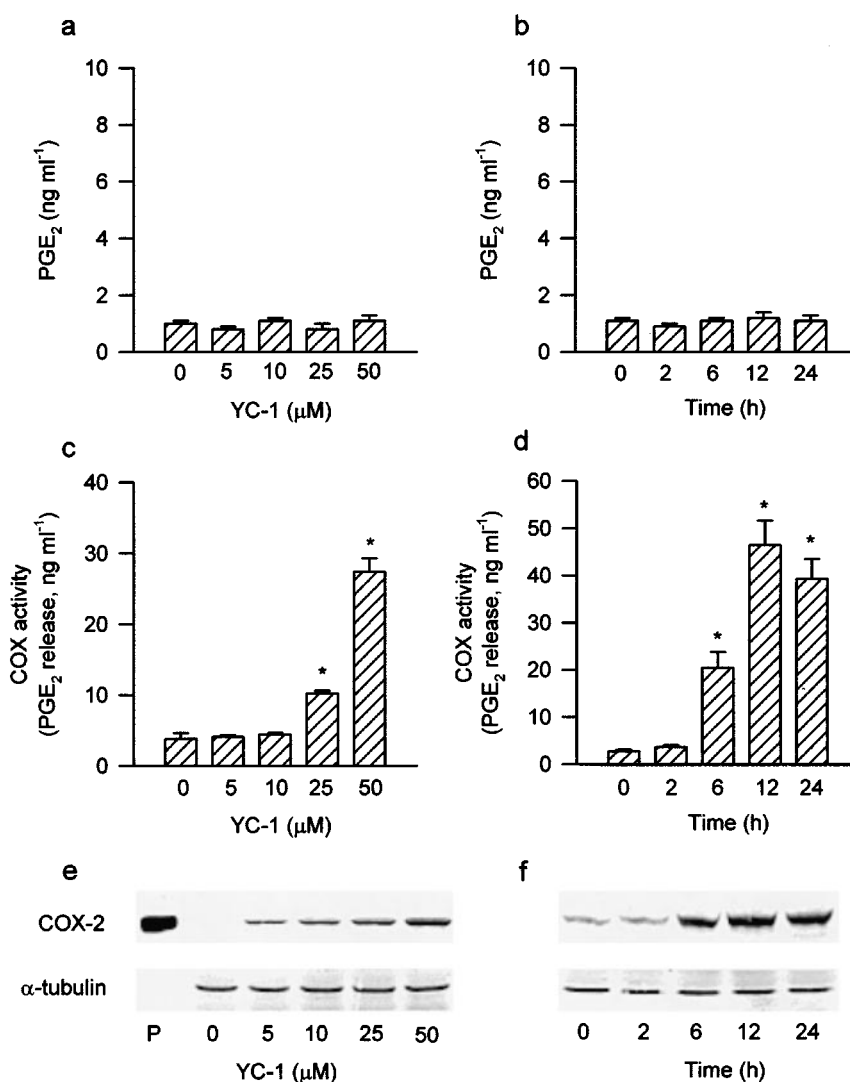 a
10
8
6
4
2
0
PGE₂ (ng ml⁻¹)
0 5 10 25 50
YC-1 (μM)
b
10
8
6
4
2
0
PGE₂ (ng ml⁻¹)
0 2 6 12 24
Time (h)
c
40
30
20
10
0
COX activity
(PGE₂ release, ng ml⁻¹)
* *
0 5 10 25 50
YC-1 (μM)
d
60
50
40
30
20
10
0
COX activity
(PGE₂ release, ng ml⁻¹)
* * *
0 2 6 12 24
Time (h)
e
COX-2
α-tubulin
P 0 5 10 25 50
YC-1 (μM)
f
0 2 6 12 24
Time (h)